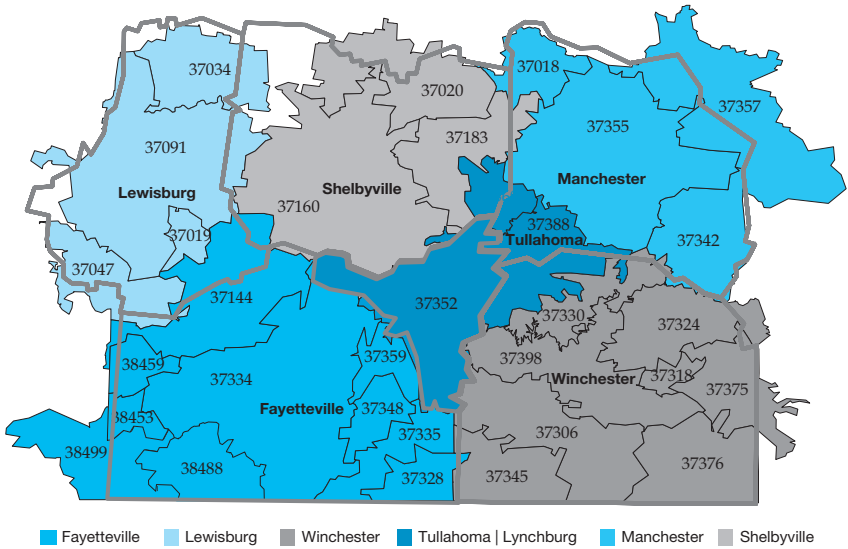 37034
37018
37020
37357
37355
37183
37091
Manchester
Lewisburg
Shelbyville
37160
37388
37019
Tullahoma
37342
37047
37144
37352
37330
37324
37359
37398
38459
37334
Winchester
37318
37375
Fayetteville
37348
38453
37335
37306
38499
38488
37328
37345
37376
Fayetteville
Lewisburg
Winchester
Tullahoma | Lynchburg
Manchester
Shelbyville